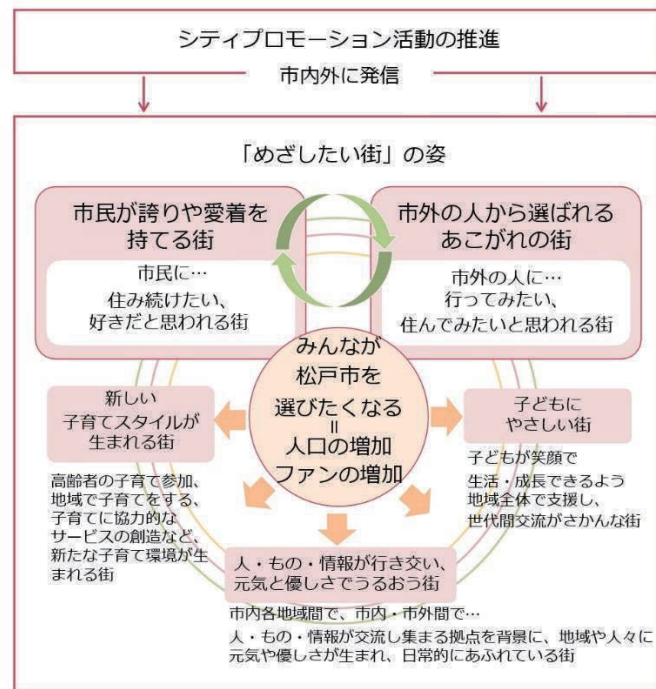 シティプロモーション活動の推進
市内外に発信
「めざしたい街」の姿
市民が誇りや愛着を
持てる街
市民に…
住み続けたい、
好きだと思われる街
市外の人から選ばれる
あこがれの街
市外の人に…
行ってみたい、
住んでみたいと思われる街
みんなが
松戸市を
選びたくなる
＝
人口の増加
ファンの増加
新しい
子育てスタイルが
生まれる街
高齢者の子育て参加、
地域で子育てをする、
子育てに協力的な
サービスの創造など、
新たな子育て環境が生
まれる街
子どもに
やさしい街
子どもが笑顔で
生活・成長できるよう
地域全体で支援し、
世代間交流がさかんな街
人・もの・情報が行き交い、
元気と優しさでうるおう街
市内各地域間で、市内・市外間で…
人・もの・情報が交流し集まる拠点を背景に、地域や人々に
元気や優しさが生まれ、日常的にあふれている街